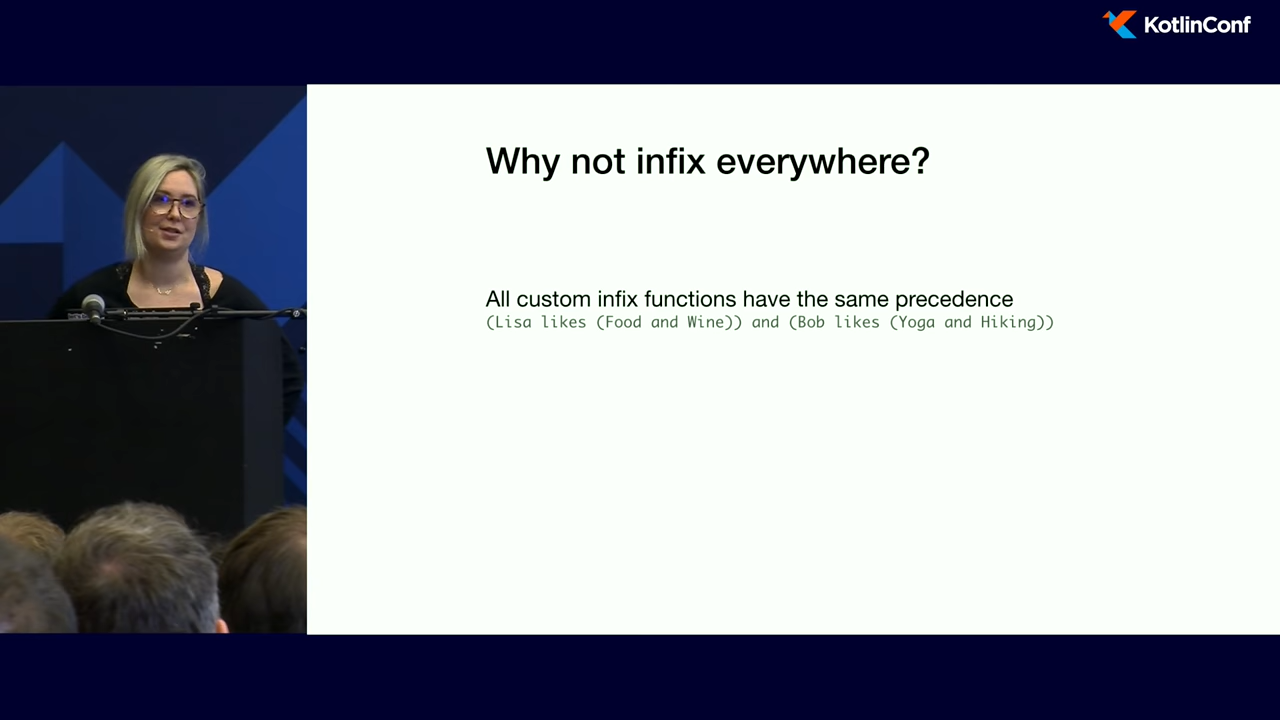 KotlinConf
Why not infix everywhere?
All custom infix functions have the same precedence
(Lisa likes (Food and Wine)) and (Bob likes (Yoga and Hiking))